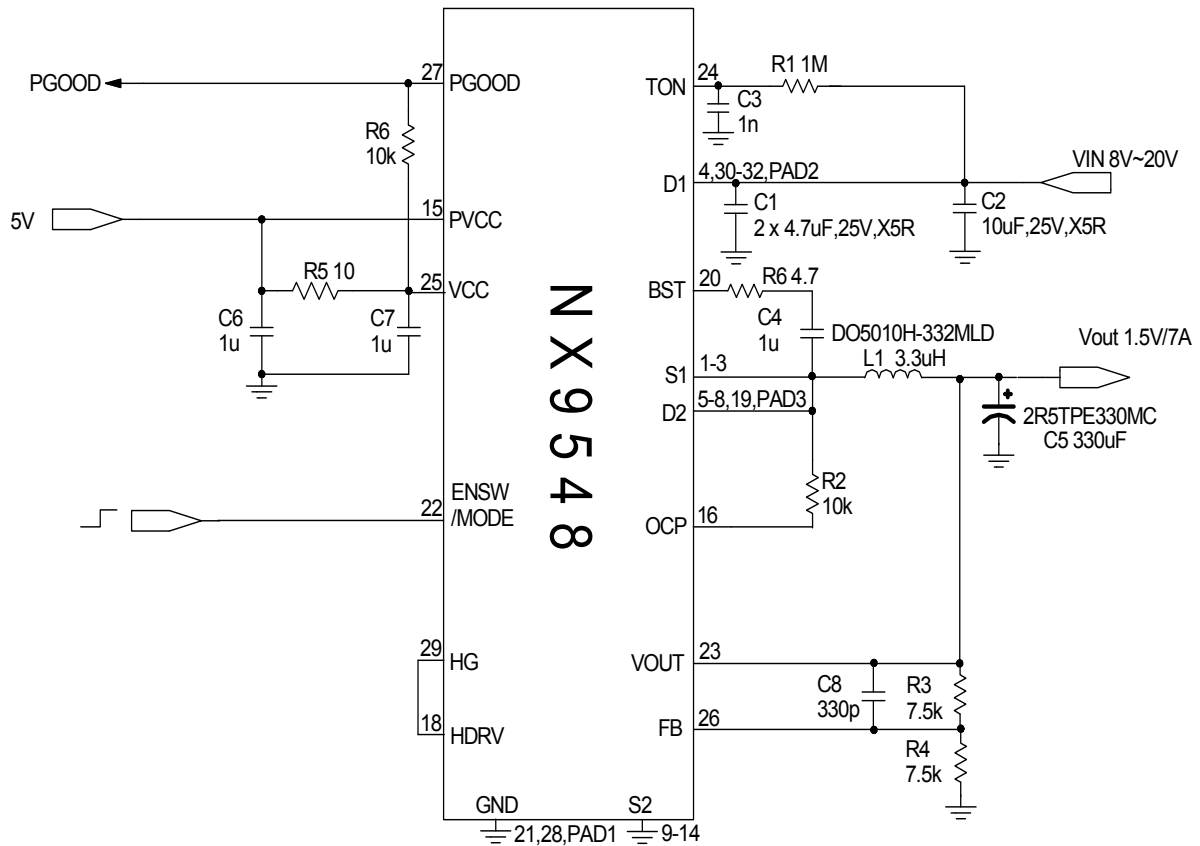 PGOOD
27
PGOOD
R6
10k
5V
15
PVCC
R5 10
25
VCC
C6
1u
C7
1u
22
ENSW
/MODE
29
HG
18
HDRV
NX9548
GND
21,28,PAD1
S2
9-14
TON
24
R1 1M
C3
1n
D1
4,30-32,PAD2
VIN 8V~20V
C1
2 x 4.7uF,25V,X5R
C2
10uF,25V,X5R
BST
20
R6 4.7
C4
1u
DO5010H-332MLD
L1 3.3uH
Vout 1.5V/7A
S1
1-3
D2
5-8,19,PAD3
+
2R5TPE330MC
C5 330uF
R2
10k
OCP
16
VOUT
23
C8
330p
R3
7.5k
FB
26
R4
7.5k